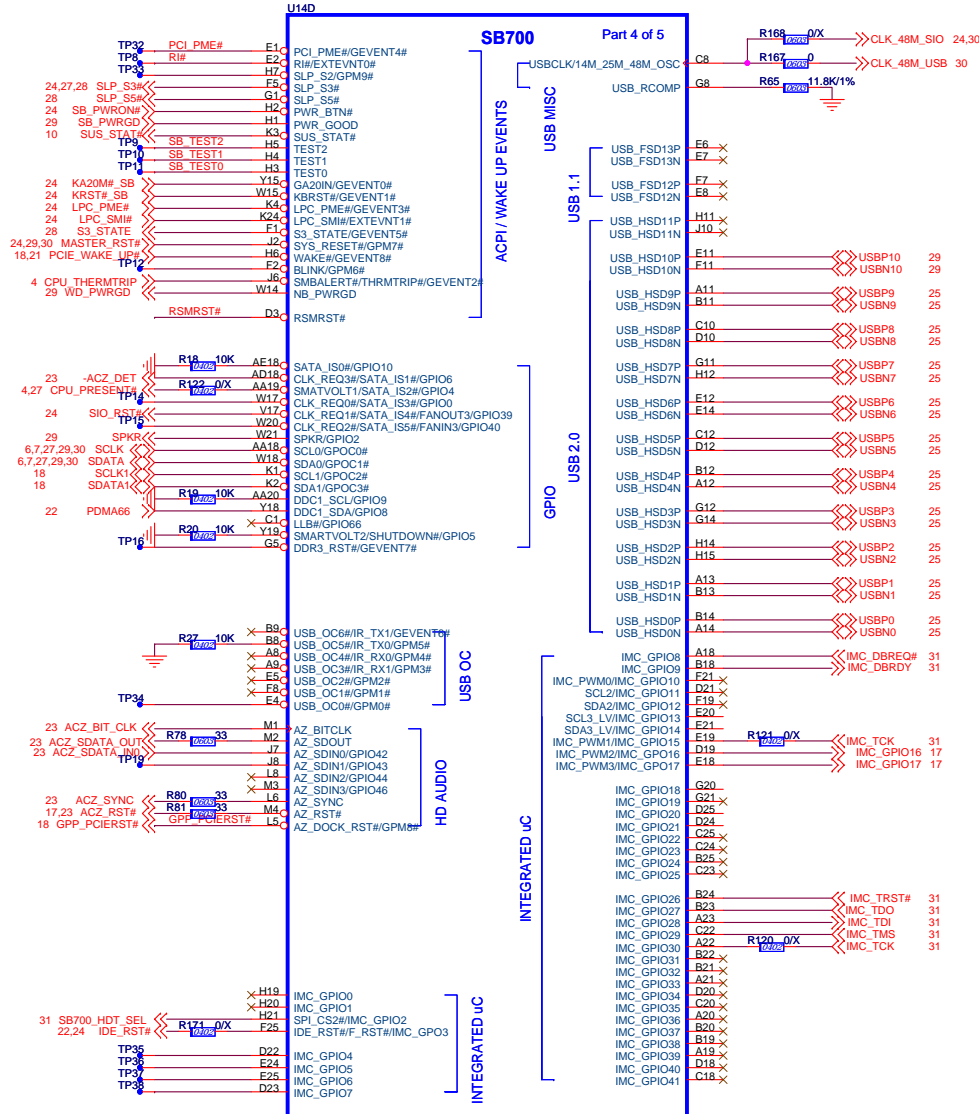 U14D
SB700
Part 4 of 5
TP32 PCI_PME# E1 PCI_PME#/GEVENT4#
TP8 RI# E2 RI#/EXTEVNT0#
TP33 H7 SLP_S2/GPM9#
24,27,28 SLP_S3# F5 SLP_S3#
28 SLP_S5# G1 SLP_S5#
24 SB_PWRON# H2 PWR_BTN#
29 SB_PWRGD H1 PWR_GOOD
10 SUS_STAT# K3 SUS_STAT#
TP9 SB_TEST2 H5 TEST2
TP10 SB_TEST1 H4 TEST1
TP11 SB_TEST0 H3 TEST0
24 KA20M#_SB Y15 GA20IN/GEVENT0#
24 KRST#_SB W15 KBRST#/GEVENT1#
24 LPC_PME# K4 LPC_PME#/GEVENT3#
24 LPC_SMI# K24 LPC_SMI#/EXTEVNT1#
28 S3_STATE F1 S3_STATE/GEVENT5#
24,29,30 MASTER_RST# J2 SYS_RESET#/GPM7#
18,21 PCIE_WAKE_UP# H6 WAKE#/GEVENT8#
TP12 F2 BLINK/GPM6#
4 CPU_THERMTRIP J6 SMBALERT#/THRMTRIP#/GEVENT2#
29 WD_PWRGD W14 NB_PWRGD
RSMRST# D3 RSMRST#
ACPI / WAKE UP EVENTS
R18 0402 10K AE18 SATA_IS0#/GPIO10
23 -ACZ_DET AD18 CLK_REQ3#/SATA_IS1#/GPIO6
4,27 CPU_PRESENT# R122 0402 0/X AA19 SMATVOLT1/SATA_IS2#/GPIO4
TP14 W17 CLK_REQ0#/SATA_IS3#/GPIO0
24 SIO_RST# V17 CLK_REQ1#/SATA_IS4#/FANOUT3/GPIO39
TP15 W20 CLK_REQ2#/SATA_IS5#/FANIN3/GPIO40
29 SPKR W21 SPKR/GPIO2
6,7,27,29,30 SCLK AA18 SCL0/GPOC0#
6,7,27,29,30 SDATA W18 SDA0/GPOC1#
18 SCLK1 K1 SCL1/GPOC2#
18 SDATA1 K2 SDA1/GPOC3#
R19 0402 10K AA20 DDC1_SCL/GPIO9
22 PDMA66 Y18 DDC1_SDA/GPIO8
C1 LLB#/GPIO66
R20 0402 10K Y19 SMARTVOLT2/SHUTDOWN#/GPIO5
TP16 G5 DDR3_RST#/GEVENT7#
GPIO
B9 USB_OC6#/IR_TX1/GEVENT6#
R27 0402 10K B8 USB_OC5#/IR_TX0/GPM5#
A8 USB_OC4#/IR_RX0/GPM4#
A9 USB_OC3#/IR_RX1/GPM3#
E5 USB_OC2#/GPM2#
F8 USB_OC1#/GPM1#
TP34 E4 USB_OC0#/GPM0#
USB OC
23 ACZ_BIT_CLK M1 AZ_BITCLK
23 ACZ_SDATA_OUT R78 0603 33 M2 AZ_SDOUT
23 ACZ_SDATA_IN0 J7 AZ_SDIN0/GPIO42
TP19 J8 AZ_SDIN1/GPIO43
L8 AZ_SDIN2/GPIO44
M3 AZ_SDIN3/GPIO46
23 ACZ_SYNC R80 0603 33 L6 AZ_SYNC
17,23 ACZ_RST# R81 0603 33 M4 AZ_RST#
18 GPP_PCIERST# GPP_PCIERST# L5 AZ_DOCK_RST#/GPM8#
HD AUDIO
H19 IMC_GPIO0
H20 IMC_GPIO1
31 SB700_HDT_SEL H21 SPI_CS2#/IMC_GPIO2
22,24 IDE_RST# R171 0402 0/X F25 IDE_RST#/F_RST#/IMC_GPO3
TP35 D22 IMC_GPIO4
TP36 E24 IMC_GPIO5
TP37 E25 IMC_GPIO6
TP38 D23 IMC_GPIO7
INTEGRATED uC
R168 0603 0/X CLK_48M_SIO 24,30
USBCLK/14M_25M_48M_OSC C8 R167 0603 0 CLK_48M_USB 30
USB_RCOMP G8 R65 0603 11.8K/1%
USB MISC
USB_FSD13P E6
USB_FSD13N E7
USB_FSD12P F7
USB_FSD12N E8
USB 1.1
USB_HSD11P H11
USB_HSD11N J10
USB_HSD10P E11 USBP10 29
USB_HSD10N F11 USBN10 29
USB_HSD9P A11 USBP9 25
USB_HSD9N B11 USBN9 25
USB_HSD8P C10 USBP8 25
USB_HSD8N D10 USBN8 25
USB_HSD7P G11 USBP7 25
USB_HSD7N H12 USBN7 25
USB_HSD6P E12 USBP6 25
USB_HSD6N E14 USBN6 25
USB_HSD5P C12 USBP5 25
USB_HSD5N D12 USBN5 25
USB_HSD4P B12 USBP4 25
USB_HSD4N A12 USBN4 25
USB_HSD3P G12 USBP3 25
USB_HSD3N G14 USBN3 25
USB_HSD2P H14 USBP2 25
USB_HSD2N H15 USBN2 25
USB_HSD1P A13 USBP1 25
USB_HSD1N B13 USBN1 25
USB_HSD0P B14 USBP0 25
USB_HSD0N A14 USBN0 25
USB 2.0
IMC_GPIO8 A18 IMC_DBREQ# 31
IMC_GPIO9 B18 IMC_DBRDY 31
IMC_PWM0/IMC_GPIO10 F21
SCL2/IMC_GPIO11 D21
SDA2/IMC_GPIO12 F19
SCL3_LV/IMC_GPIO13 E20
SDA3_LV/IMC_GPIO14 E21
IMC_PWM1/IMC_GPIO15 E19 R121 0402 0/X IMC_TCK 31
IMC_PWM2/IMC_GPO16 D19 IMC_GPIO16 17
IMC_PWM3/IMC_GPO17 E18 IMC_GPIO17 17
IMC_GPIO18 G20
IMC_GPIO19 G21
IMC_GPIO20 D25
IMC_GPIO21 D24
IMC_GPIO22 C25
IMC_GPIO23 C24
IMC_GPIO24 B25
IMC_GPIO25 C23
IMC_GPIO26 B24 IMC_TRST# 31
IMC_GPIO27 B23 IMC_TDO 31
IMC_GPIO28 A23 IMC_TDI 31
IMC_GPIO29 C22 IMC_TMS 31
IMC_GPIO30 A22 R120 0402 0/X IMC_TCK 31
IMC_GPIO31 B22
IMC_GPIO32 B21
IMC_GPIO33 A21
IMC_GPIO34 D20
IMC_GPIO35 C20
IMC_GPIO36 A20
IMC_GPIO37 B20
IMC_GPIO38 B19
IMC_GPIO39 A19
IMC_GPIO40 D18
IMC_GPIO41 C18
INTEGRATED uC